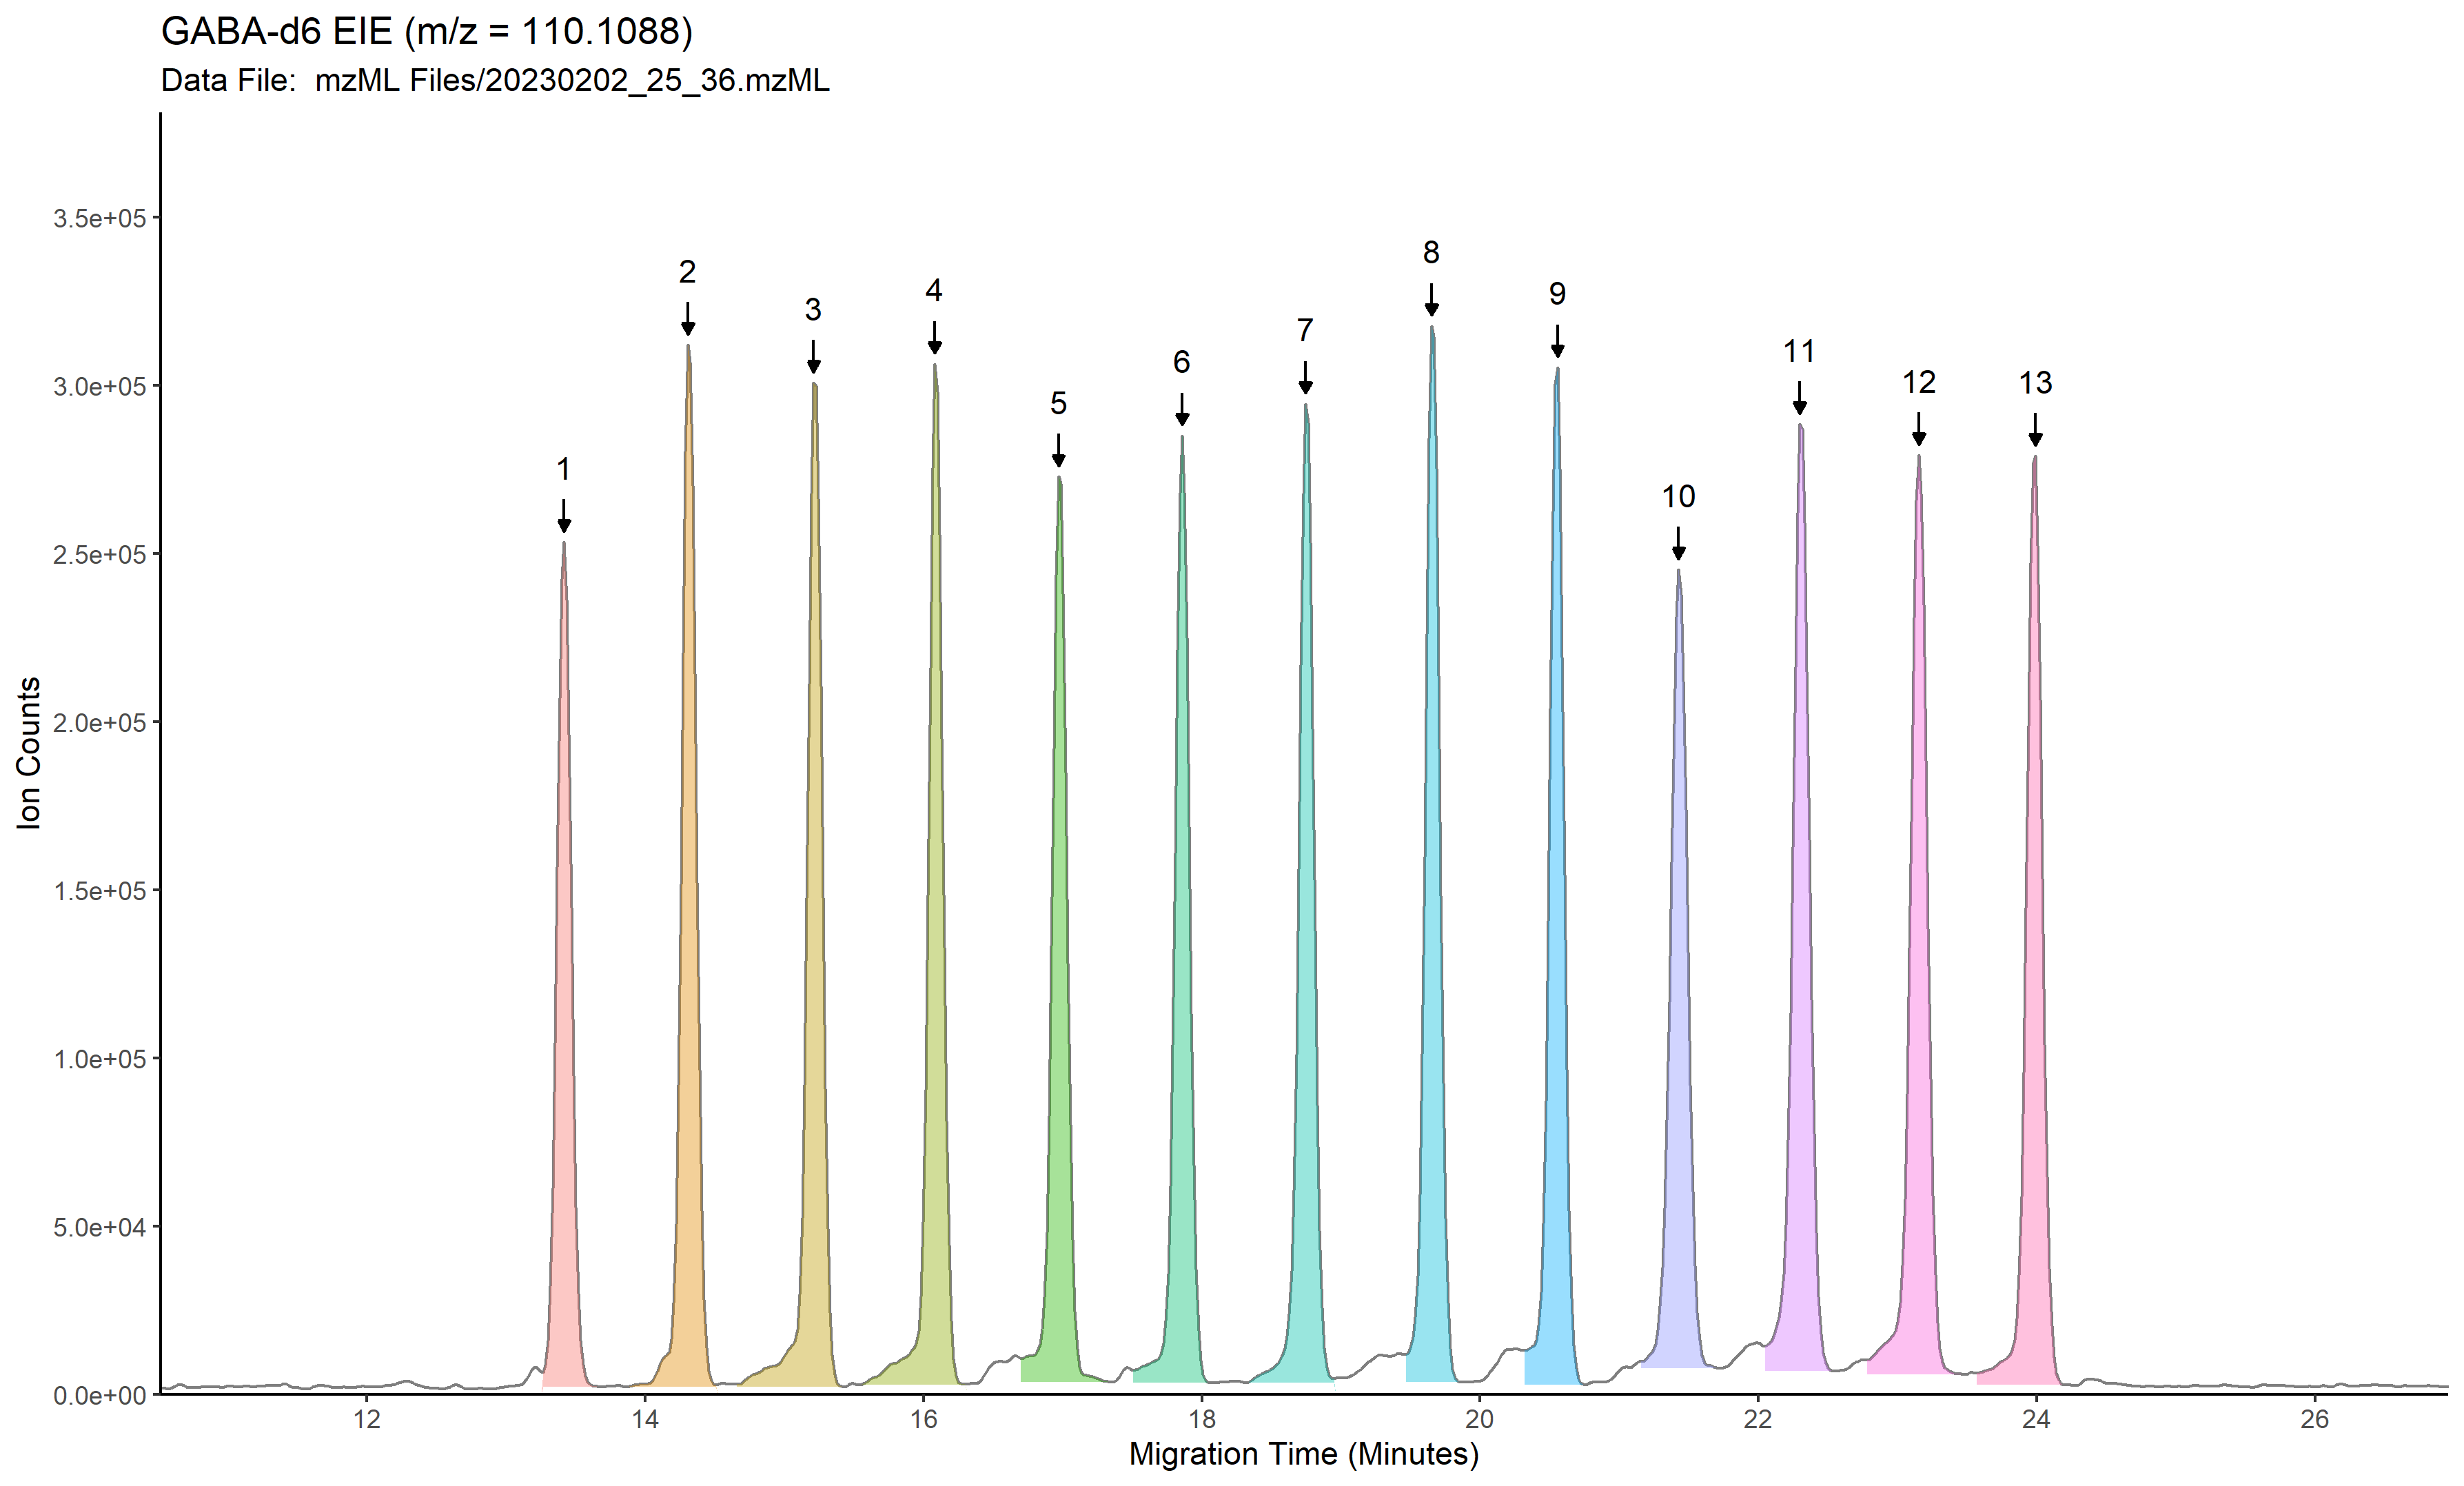 GABA-d6 EIE (m/z = 110.1088)
Data File:  mzML Files/20230202_25_36.mzML
3.5e+05
3.0e+05
2.5e+05
2.0e+05
1.5e+05
1.0e+05
5.0e+04
0.0e+00
Ion Counts
1
2
3
4
5
6
7
8
9
10
11
12
13
12
14
16
18
20
22
24
26
Migration Time (Minutes)